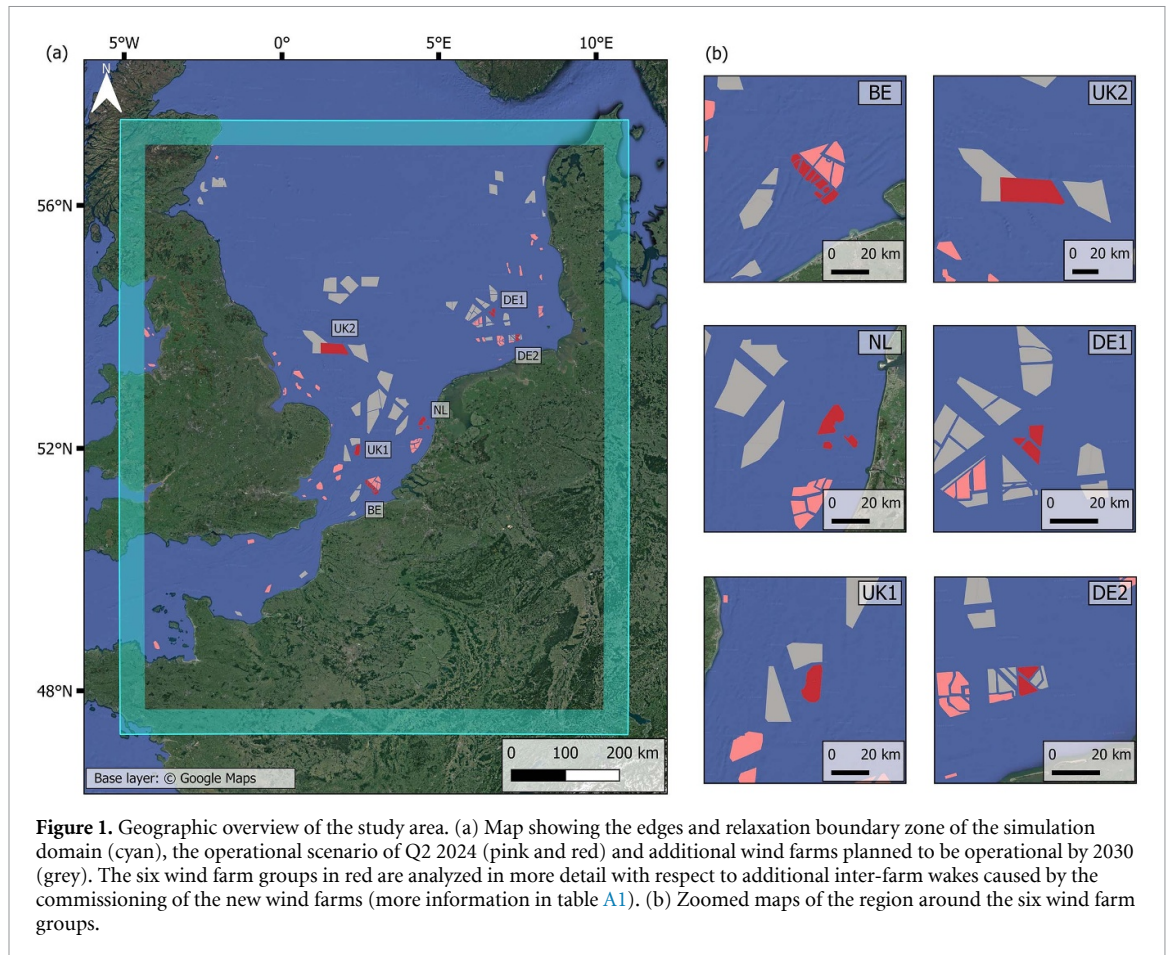 (a)
5°W 0° 5°E 10°E
N
56°N
52°N
48°N
DE1
UK2
DE2
NL
UK1
BE
0 100 200 km
Base layer: © Google Maps
(b)
BE
0 20 km
UK2
0 20 km
NL
0 20 km
DE1
0 20 km
UK1
0 20 km
DE2
0 20 km
Figure 1. Geographic overview of the study area. (a) Map showing the edges and relaxation boundary zone of the simulation
domain (cyan), the operational scenario of Q2 2024 (pink and red) and additional wind farms planned to be operational by 2030
(grey). The six wind farm groups in red are analyzed in more detail with respect to additional inter-farm wakes caused by the
commissioning of the new wind farms (more information in table A1). (b) Zoomed maps of the region around the six wind farm
groups.